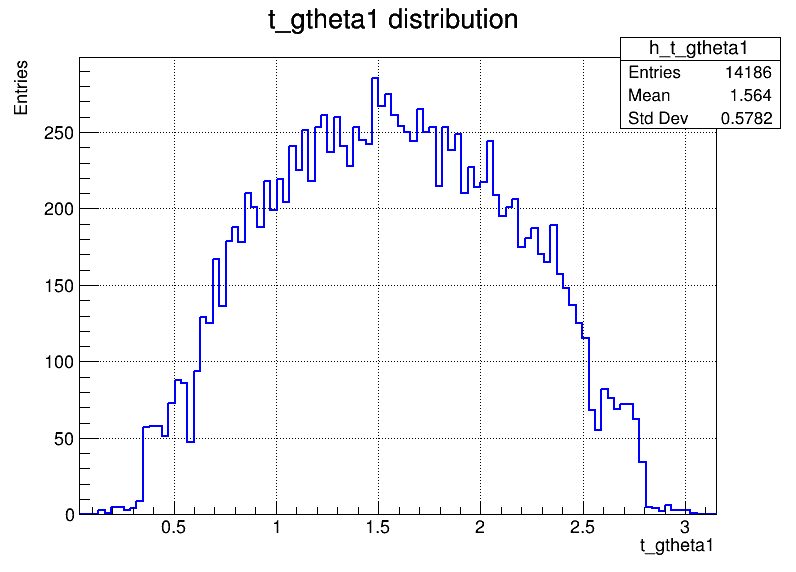 t_gtheta1 distribution
h_t_gtheta1
Entries 14186
Mean 1.564
Std Dev 0.5782
Entries
250
200
150
100
50
0
0.5 1 1.5 2 2.5 3
t_gtheta1